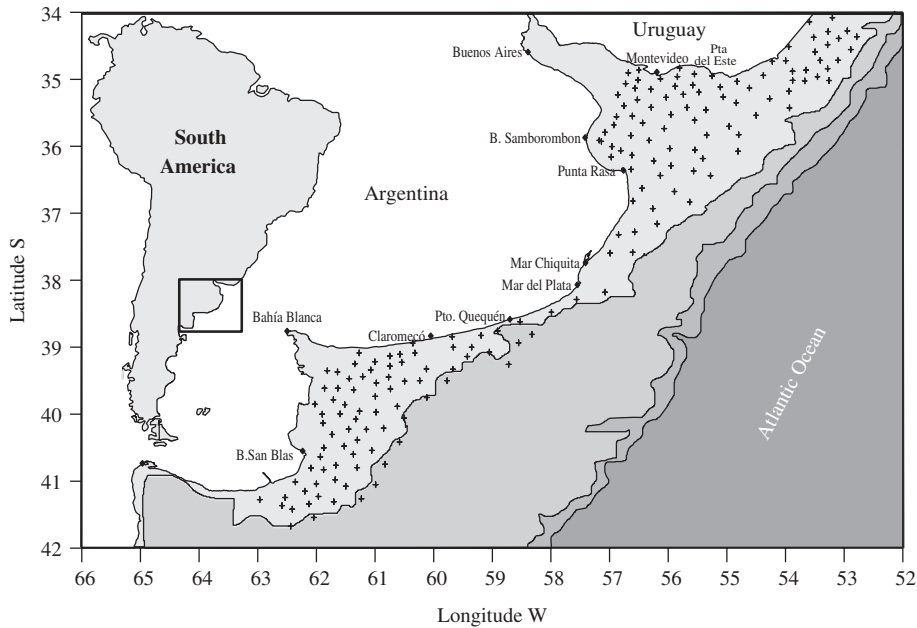 34
35
36
37
38
39
40
41
42
Latitude S
South
America
Argentina
Uruguay
Buenos Aires
Montevideo
Pta
del Este
B. Samborombon
Punta Rasa
Mar Chiquita
Mar del Plata
Pto. Quequén
Claromecó
Bahía Blanca
B.San Blas
Atlantic Ocean
66 65 64 63 62 61 60 59 58 57 56 55 54 53 52
Longitude W